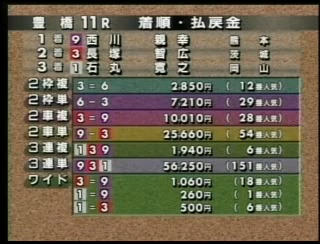 豊橋 11R 着順・払戻金
1着 9 西川 親幸 熊本
2着 3 長塚 智広 茨城
3着 1 石丸 寛之 岡山
2枠複 3=6 2,850円 (12番人気)
2枠単 6-3 7,210円 (29番人気)
2車複 3=9 10,010円 (28番人気)
2車単 9-3 25,660円 (54番人気)
3連複 1 3 9 1,940円 (6番人気)
3連単 9 3 1 56,250円 (151番人気)
ワイド 3=9 1,060円 (18番人気)
1=9 260円 (1番人気)
1=3 500円 (6番人気)